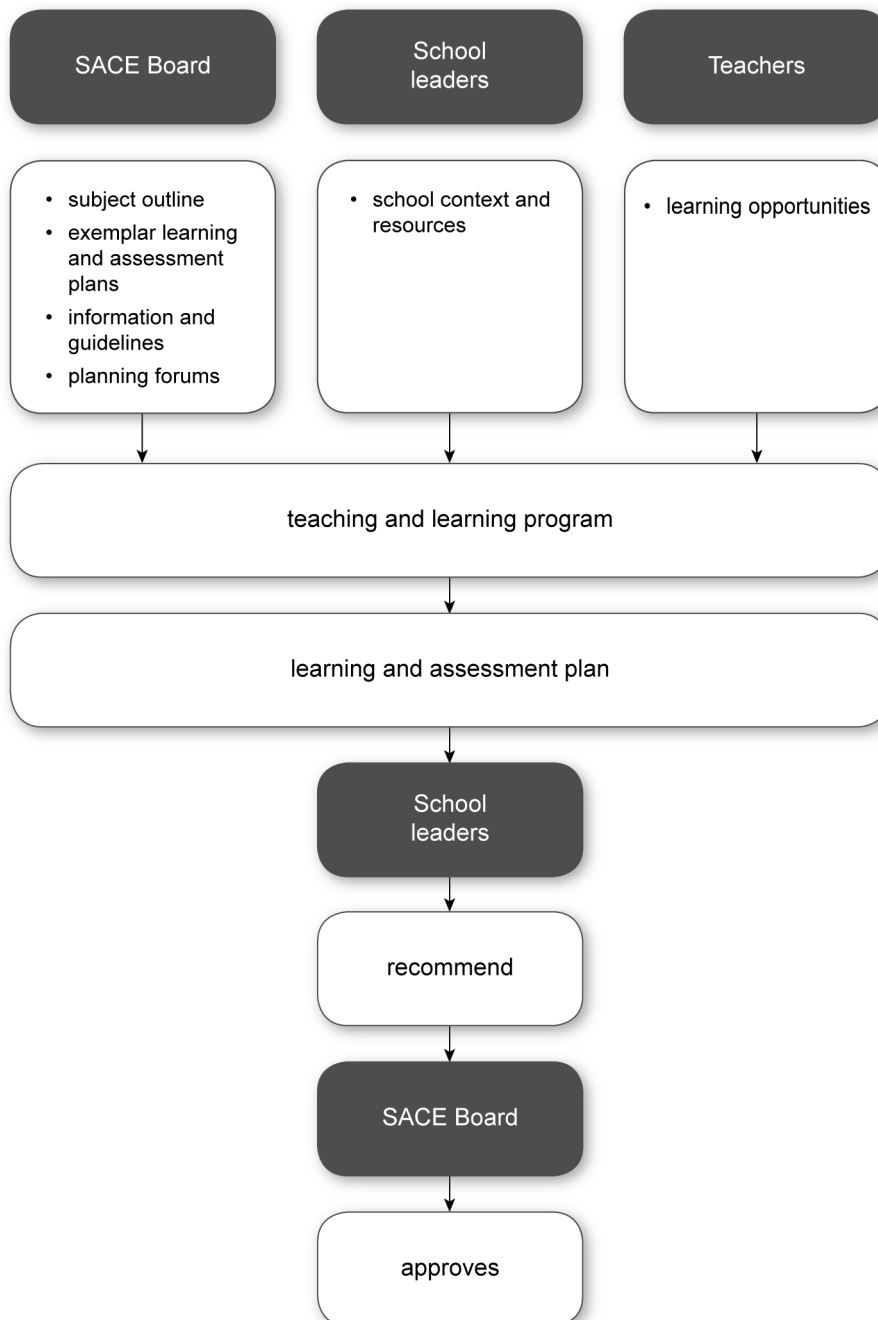 SACE Board
School
leaders
Teachers
• subject outline
• exemplar learning
and assessment
plans
• information and
guidelines
• planning forums
• school context and
resources
• learning opportunities
teaching and learning program
learning and assessment plan
School
leaders
recommend
SACE Board
approves